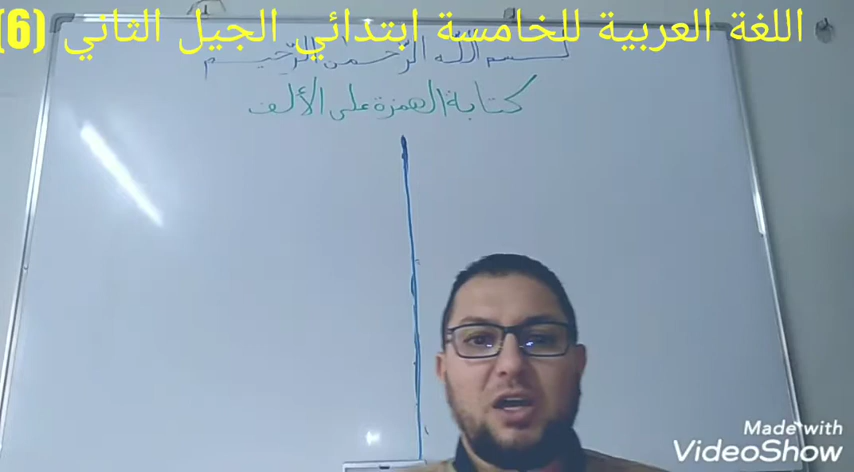 اللغة العربية للخامسة ابتدائي الجيل الثاني (6)
بسم الله الرحمن الرحيم
كتابة الهمزة على الألف
Made with
VideoShow